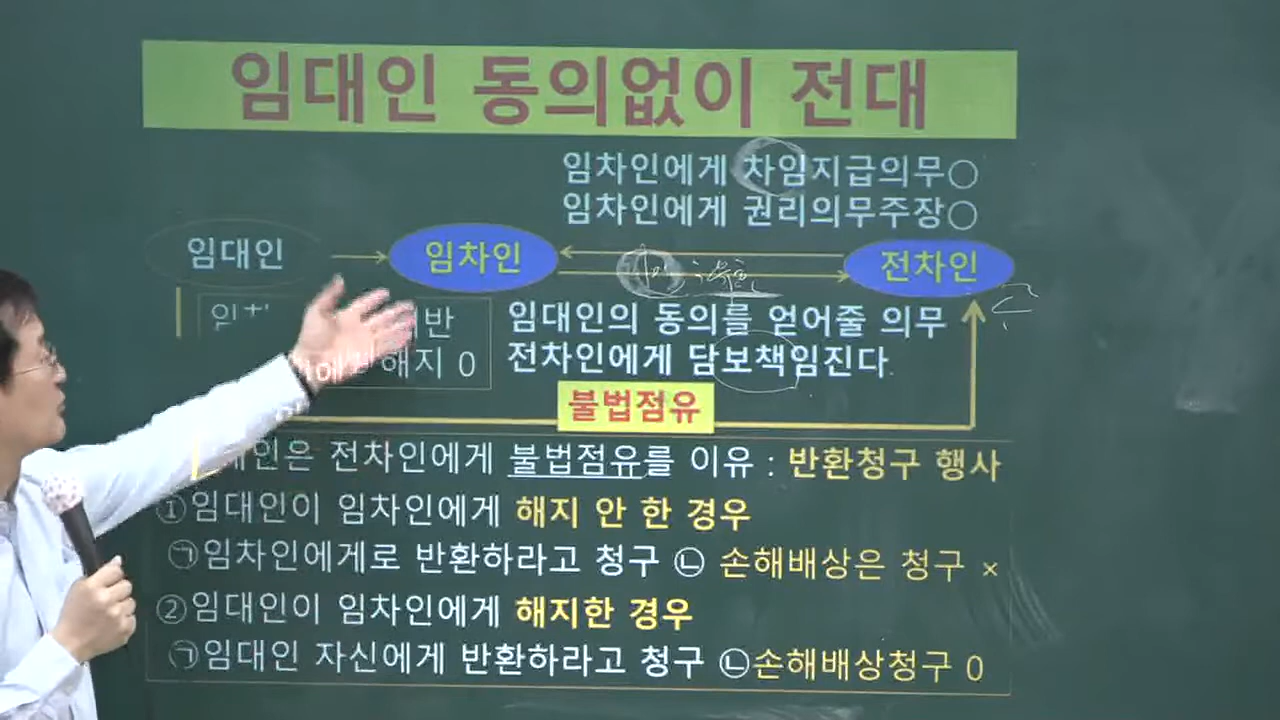 임대인 동의없이 전대
임차인에게 차임지급의무○
임차인에게 권리의무주장○
임대인
임차인
전차인
반
해지 0
임대인의 동의를 얻어줄 의무
전차인에게 담보책임진다.
불법점유
대인은 전차인에게 불법점유를 이유 : 반환청구 행사
①임대인이 임차인에게 해지 안 한 경우
㉠임차인에게로 반환하라고 청구 ㉡ 손해배상은 청구 ×
②임대인이 임차인에게 해지한 경우
㉠임대인 자신에게 반환하라고 청구 ㉡손해배상청구 0